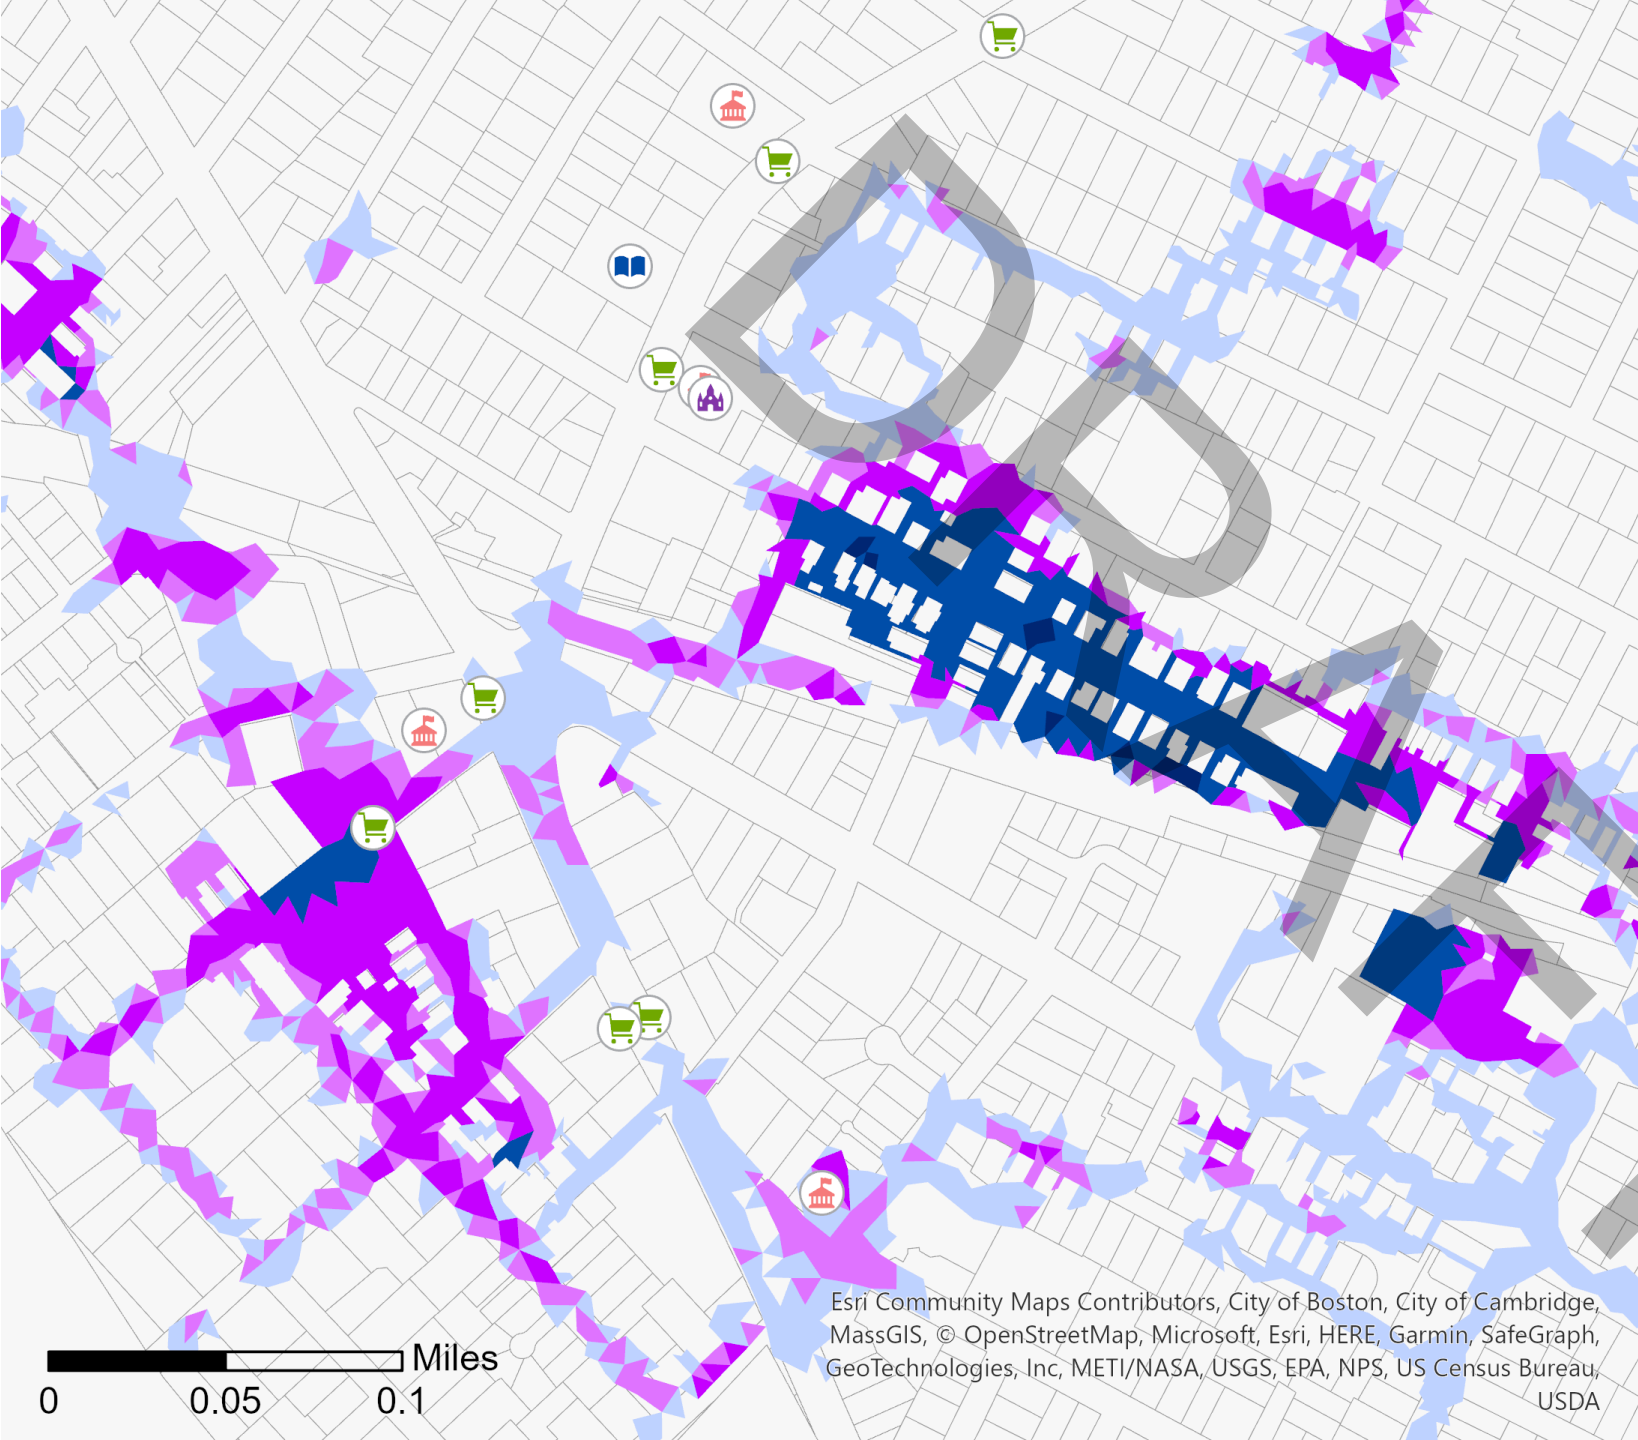 DRAFT
Esri Community Maps Contributors, City of Boston, City of Cambridge,
MassGIS, © OpenStreetMap, Microsoft, Esri, HERE, Garmin, SafeGraph,
GeoTechnologies, Inc, METI/NASA, USGS, EPA, NPS, US Census Bureau,
USDA
Miles
0 0.05 0.1